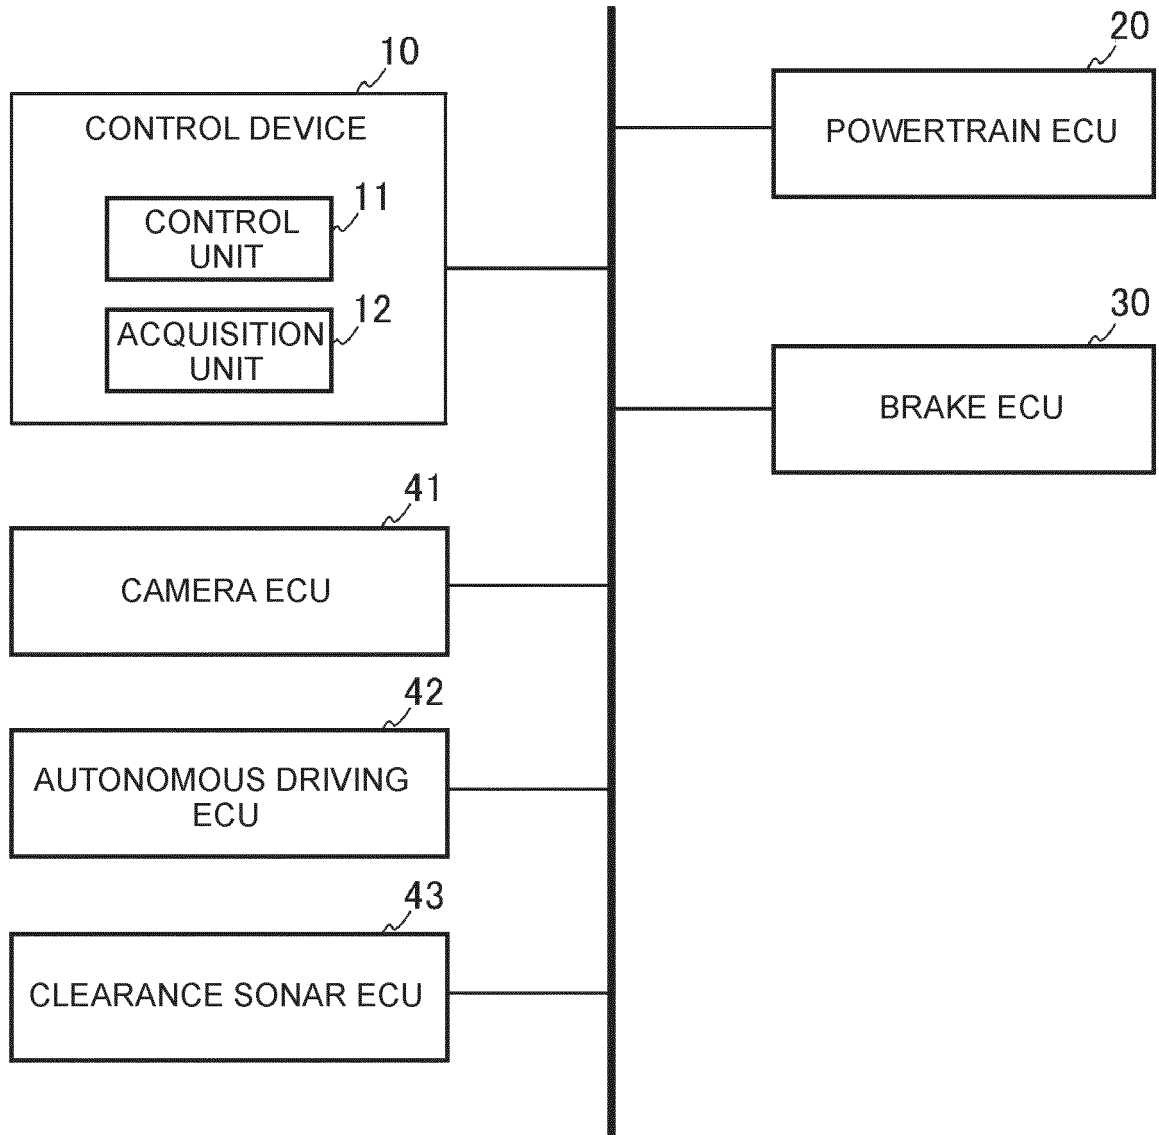 10
CONTROL DEVICE
11
CONTROL
UNIT
12
ACQUISITION
UNIT
20
POWERTRAIN ECU
30
BRAKE ECU
41
CAMERA ECU
42
AUTONOMOUS DRIVING
ECU
43
CLEARANCE SONAR ECU